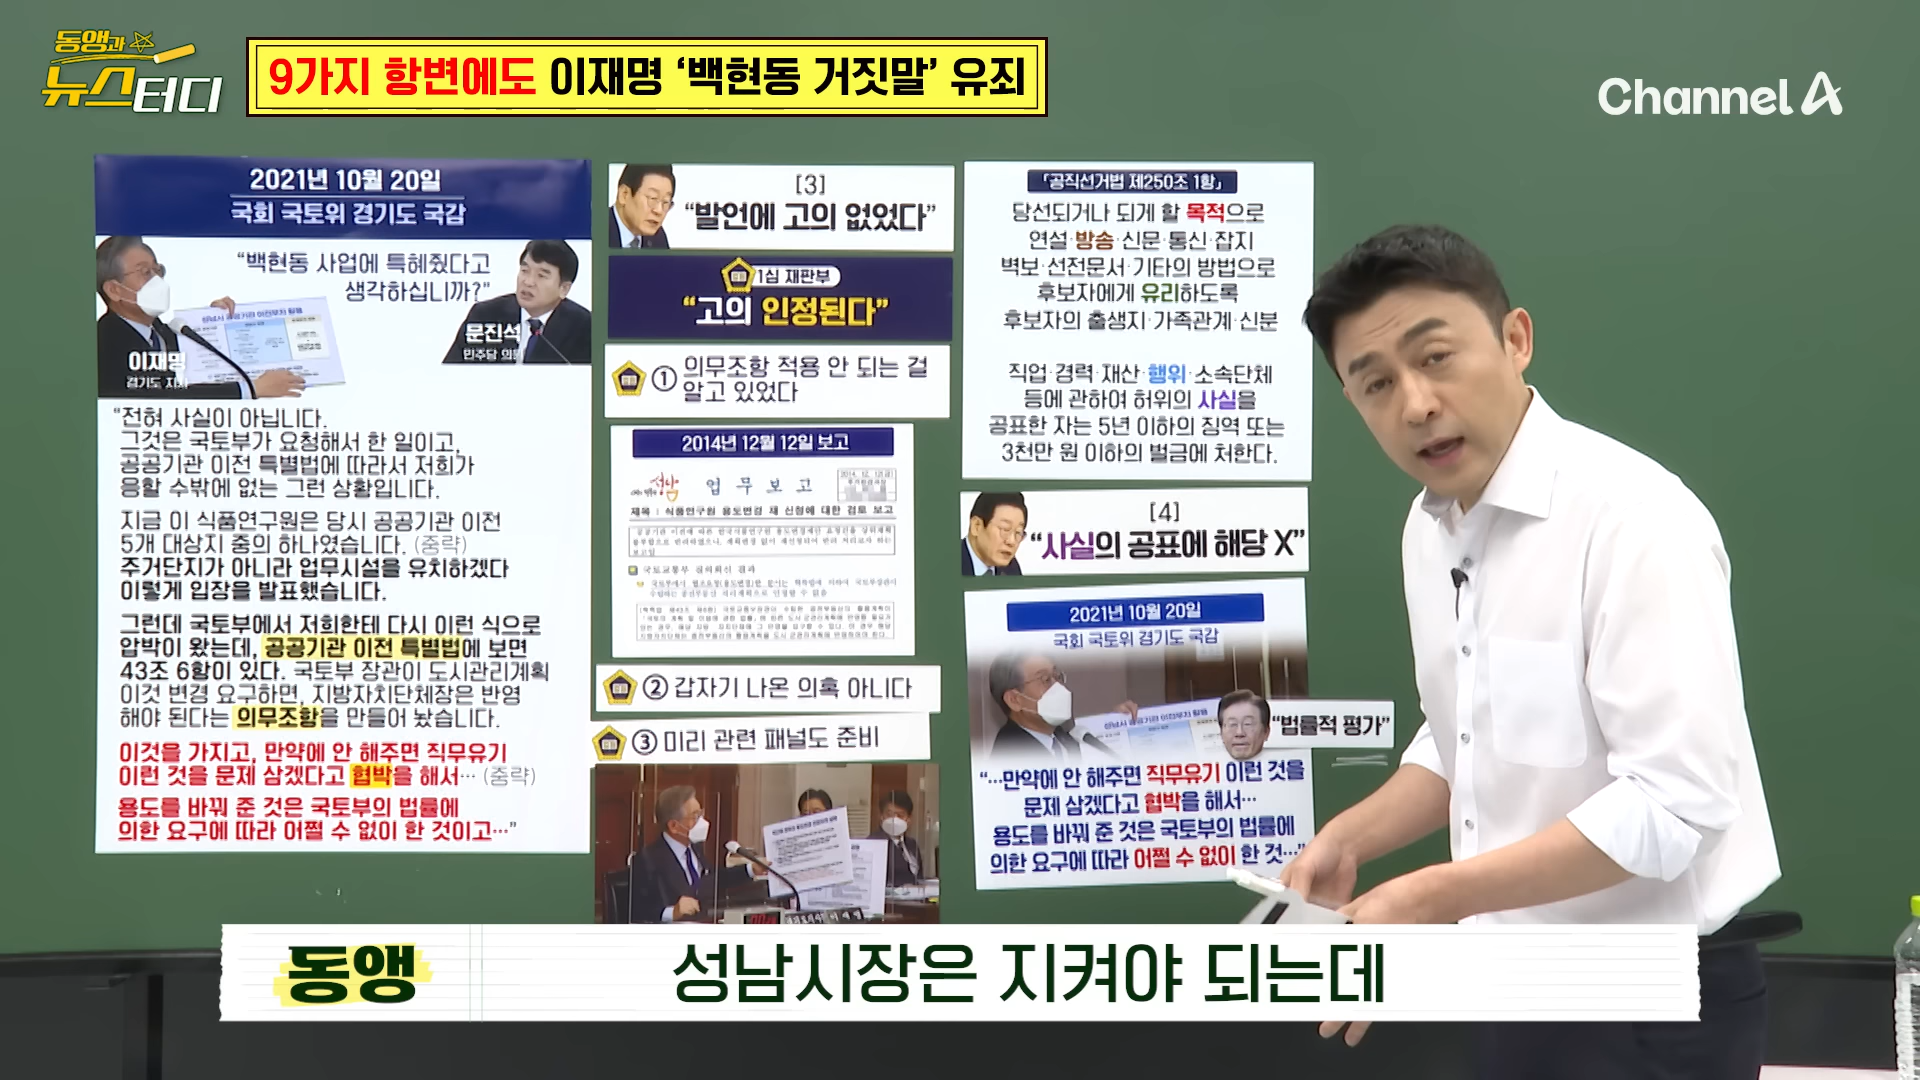 동앵과
뉴스터디
9가지 항변에도 이재명 ‘백현동 거짓말’ 유죄
Channel A
2021년 10월 20일
국회 국토위 경기도 국감
“백현동 사업에 특혜줬다고
생각하십니까?”
이재명
경기도 지사
문진석
민주당 의원
“전혀 사실이 아닙니다.
그것은 국토부가 요청해서 한 일이고,
공공기관 이전 특별법에 따라서 저희가
응할 수밖에 없는 그런 상황입니다.
지금 이 식품연구원은 당시 공공기관 이전
5개 대상지 중의 하나였습니다. (중략)
주거단지가 아니라 업무시설을 유치하겠다
이렇게 입장을 발표했습니다.
그런데 국토부에서 저희한테 다시 이런 식으로
압박이 왔는데, 공공기관 이전 특별법에 보면
43조 6항이 있다. 국토부 장관이 도시관리계획
이것 변경 요구하면, 지방자치단체장은 반영
해야 된다는 의무조항을 만들어 놨습니다.
이것을 가지고, 만약에 안 해주면 직무유기
이런 것을 문제 삼겠다고 협박을 해서… (중략)
용도를 바꿔 준 것은 국토부의 법률에
의한 요구에 따라 어쩔 수 없이 한 것이고…”
[3]
“발언에 고의 없었다”
1심 재판부
“고의 인정된다”
① 의무조항 적용 안 되는 걸
알고 있었다
2014년 12월 12일 보고
성남
업 무 보 고
제목 : 식품연구원 용도변경 재 신청에 대한 검토 보고
국토교통부 질의회신 결과
② 갑자기 나온 의혹 아니다
③ 미리 관련 패널도 준비
「공직선거법 제250조 1항」
당선되거나 되게 할 목적으로
연설·방송·신문·통신·잡지
벽보·선전문서·기타의 방법으로
후보자에게 유리하도록
후보자의 출생지·가족관계·신분
직업·경력·재산·행위·소속단체
등에 관하여 허위의 사실을
공표한 자는 5년 이하의 징역 또는
3천만 원 이하의 벌금에 처한다.
[4]
“사실의 공표에 해당 X”
2021년 10월 20일
국회 국토위 경기도 국감
“법률적 평가”
“…만약에 안 해주면 직무유기 이런 것을
문제 삼겠다고 협박을 해서…
용도를 바꿔 준 것은 국토부의 법률에
의한 요구에 따라 어쩔 수 없이 한 것…”
동앵
성남시장은 지켜야 되는데